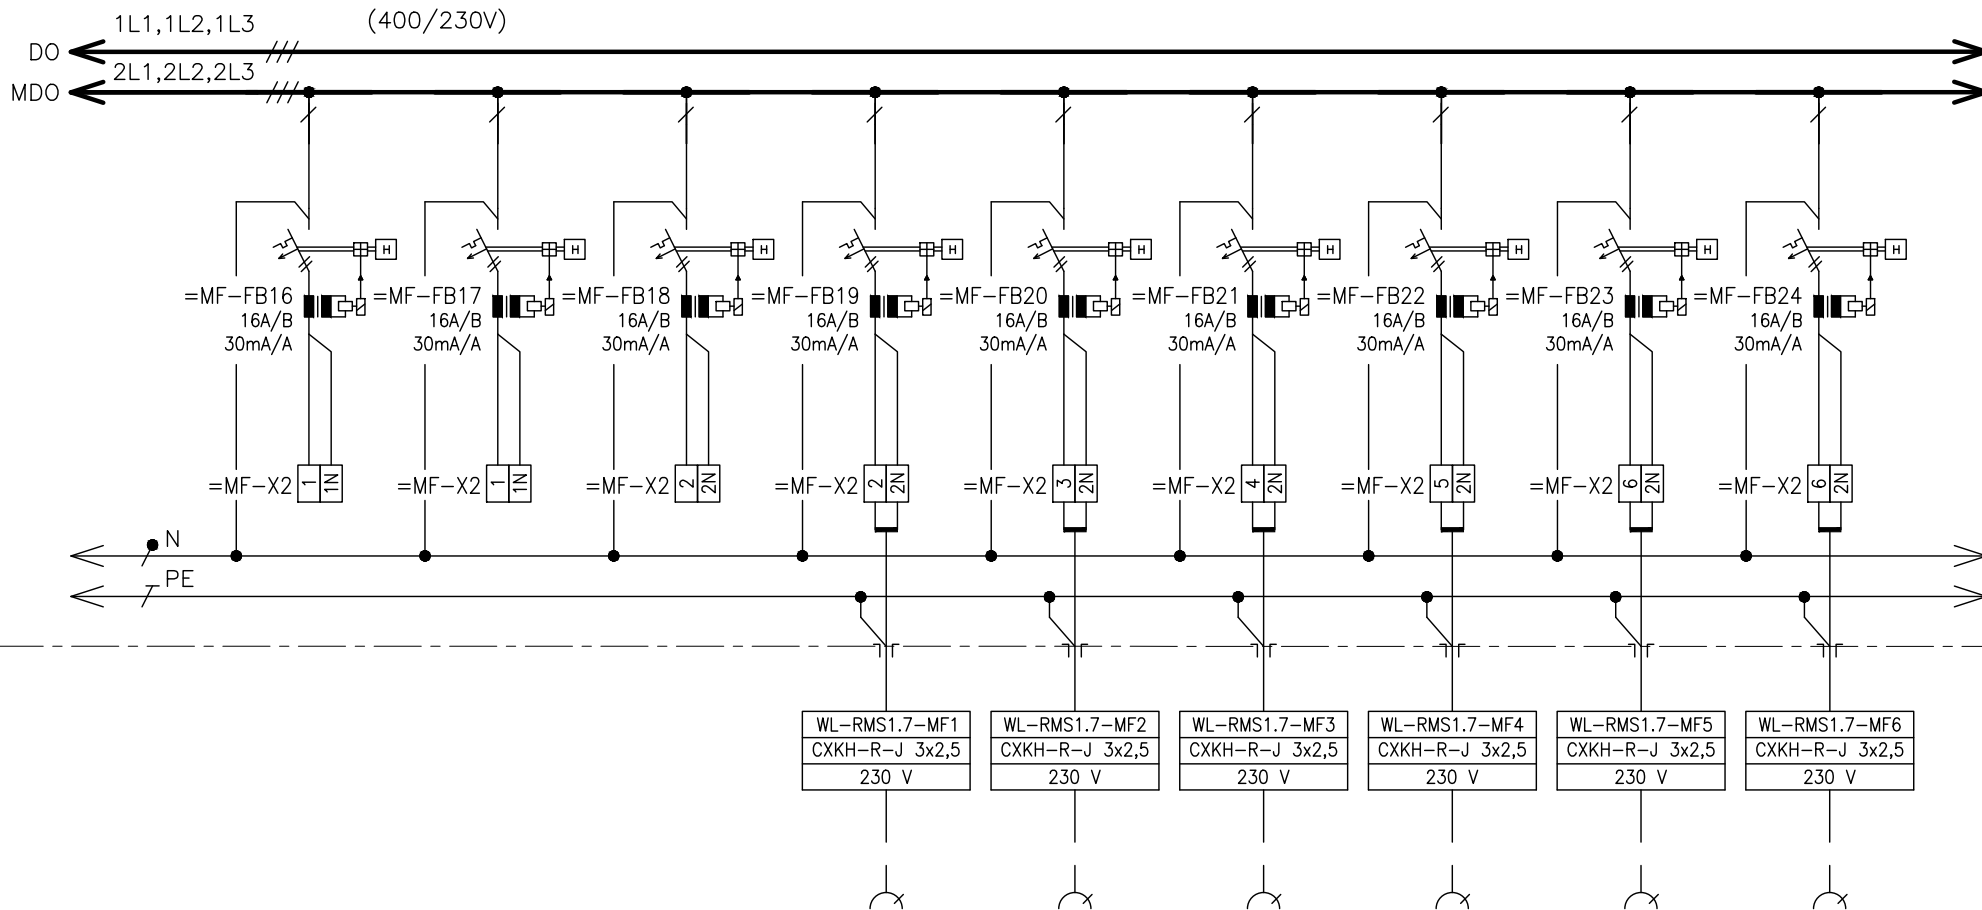 1L1,1L2,1L3 (400/230V)
DO
2L1,2L2,2L3
MDO
H H H H H H H H H
=MF-FB16 =MF-FB17 =MF-FB18 =MF-FB19 =MF-FB20 =MF-FB21 =MF-FB22 =MF-FB23 =MF-FB24
16A/B 16A/B 16A/B 16A/B 16A/B 16A/B 16A/B 16A/B 16A/B
30mA/A 30mA/A 30mA/A 30mA/A 30mA/A 30mA/A 30mA/A 30mA/A 30mA/A
=MF-X2 1 1N =MF-X2 1 1N =MF-X2 2 2N =MF-X2 2 2N =MF-X2 3 2N =MF-X2 4 2N =MF-X2 5 2N =MF-X2 6 2N =MF-X2 6 2N
N
PE
WL-RMS1.7-MF1 WL-RMS1.7-MF2 WL-RMS1.7-MF3 WL-RMS1.7-MF4 WL-RMS1.7-MF5 WL-RMS1.7-MF6
CXKH-R-J 3x2,5 CXKH-R-J 3x2,5 CXKH-R-J 3x2,5 CXKH-R-J 3x2,5 CXKH-R-J 3x2,5 CXKH-R-J 3x2,5
230 V 230 V 230 V 230 V 230 V 230 V